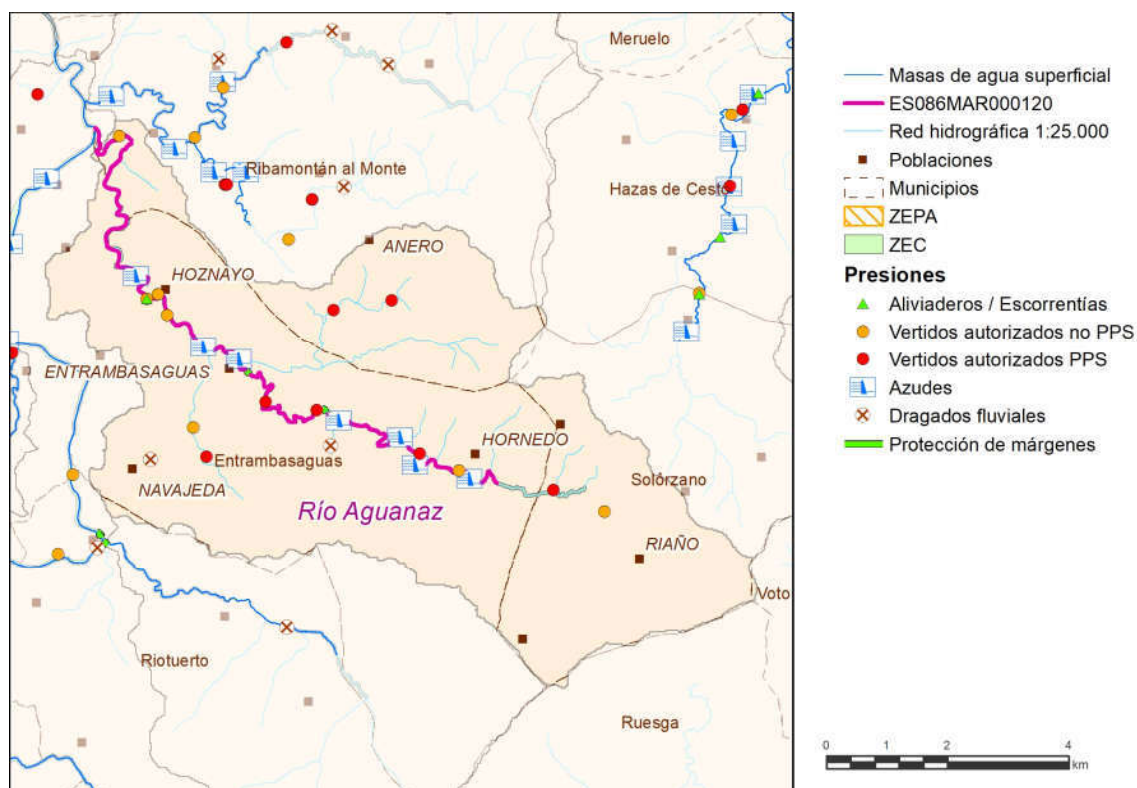 Meruelo
Ribamontán al Monte
Hazas de Cesto
ANERO
HOZNAYO
ENTRAMBASAGUAS
HORNEDO
Entrambasaguas
Solórzano
NAVAJEDA
Río Aguanaz
RIAÑO
Voto
Riotuerto
Ruesga
Masas de agua superficial
ES086MAR000120
Red hidrográfica 1:25.000
Poblaciones
Municipios
ZEPA
ZEC
Presiones
Aliviaderos / Escorrentías
Vertidos autorizados no PPS
Vertidos autorizados PPS
Azudes
Dragados fluviales
Protección de márgenes
0 1 2 4
km